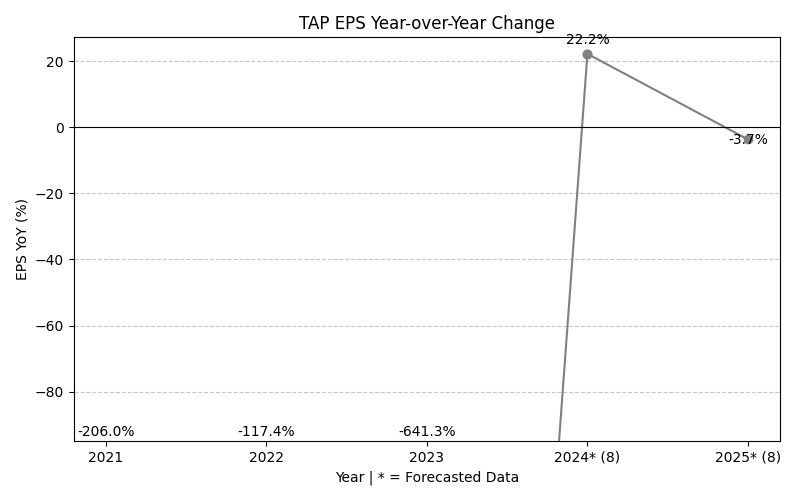 TAP EPS Year-over-Year Change
22.2%
20
0
-3.7%
−20
EPS YoY (%)
−40
−60
−80
-206.0% -117.4% -641.3%
2021 2022 2023 2024* (8) 2025* (8)
Year | * = Forecasted Data